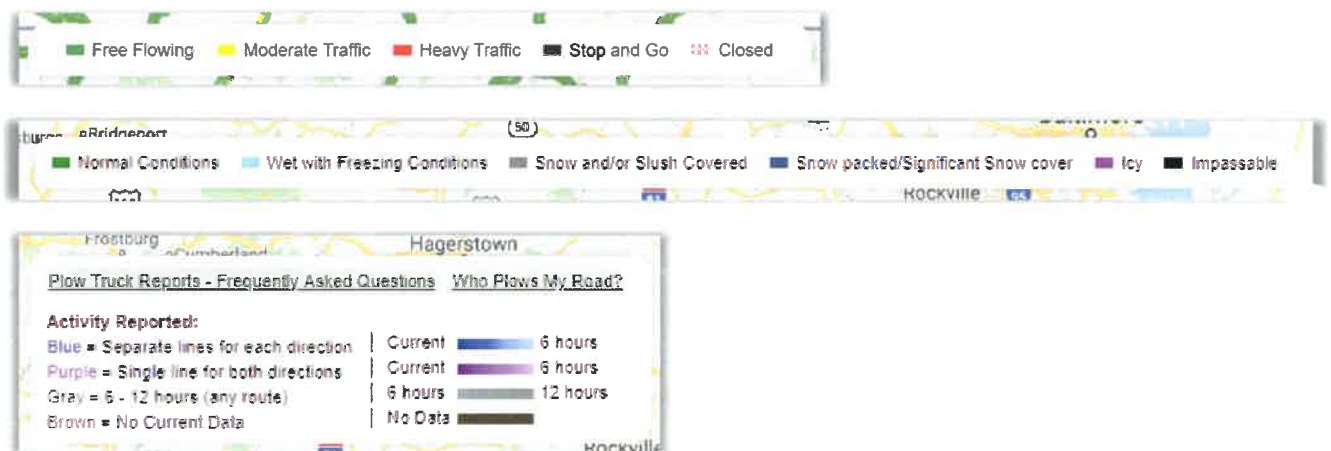 Free Flowing Moderate Traffic Heavy Traffic Stop and Go Closed
Bridgeport 50
Normal Conditions Wet with Freezing Conditions Snow and/or Slush Covered Snow packed/Significant Snow cover Icy Impassable
Rockville 95
Frostburg Cumberland Hagerstown
Plow Truck Reports - Frequently Asked Questions Who Plows My Road?
Activity Reported:
Blue = Separate lines for each direction | Current 6 hours
Purple = Single line for both directions | Current 6 hours
Gray = 6 - 12 hours (any route) | 6 hours 12 hours
Brown = No Current Data | No Data
Rockville